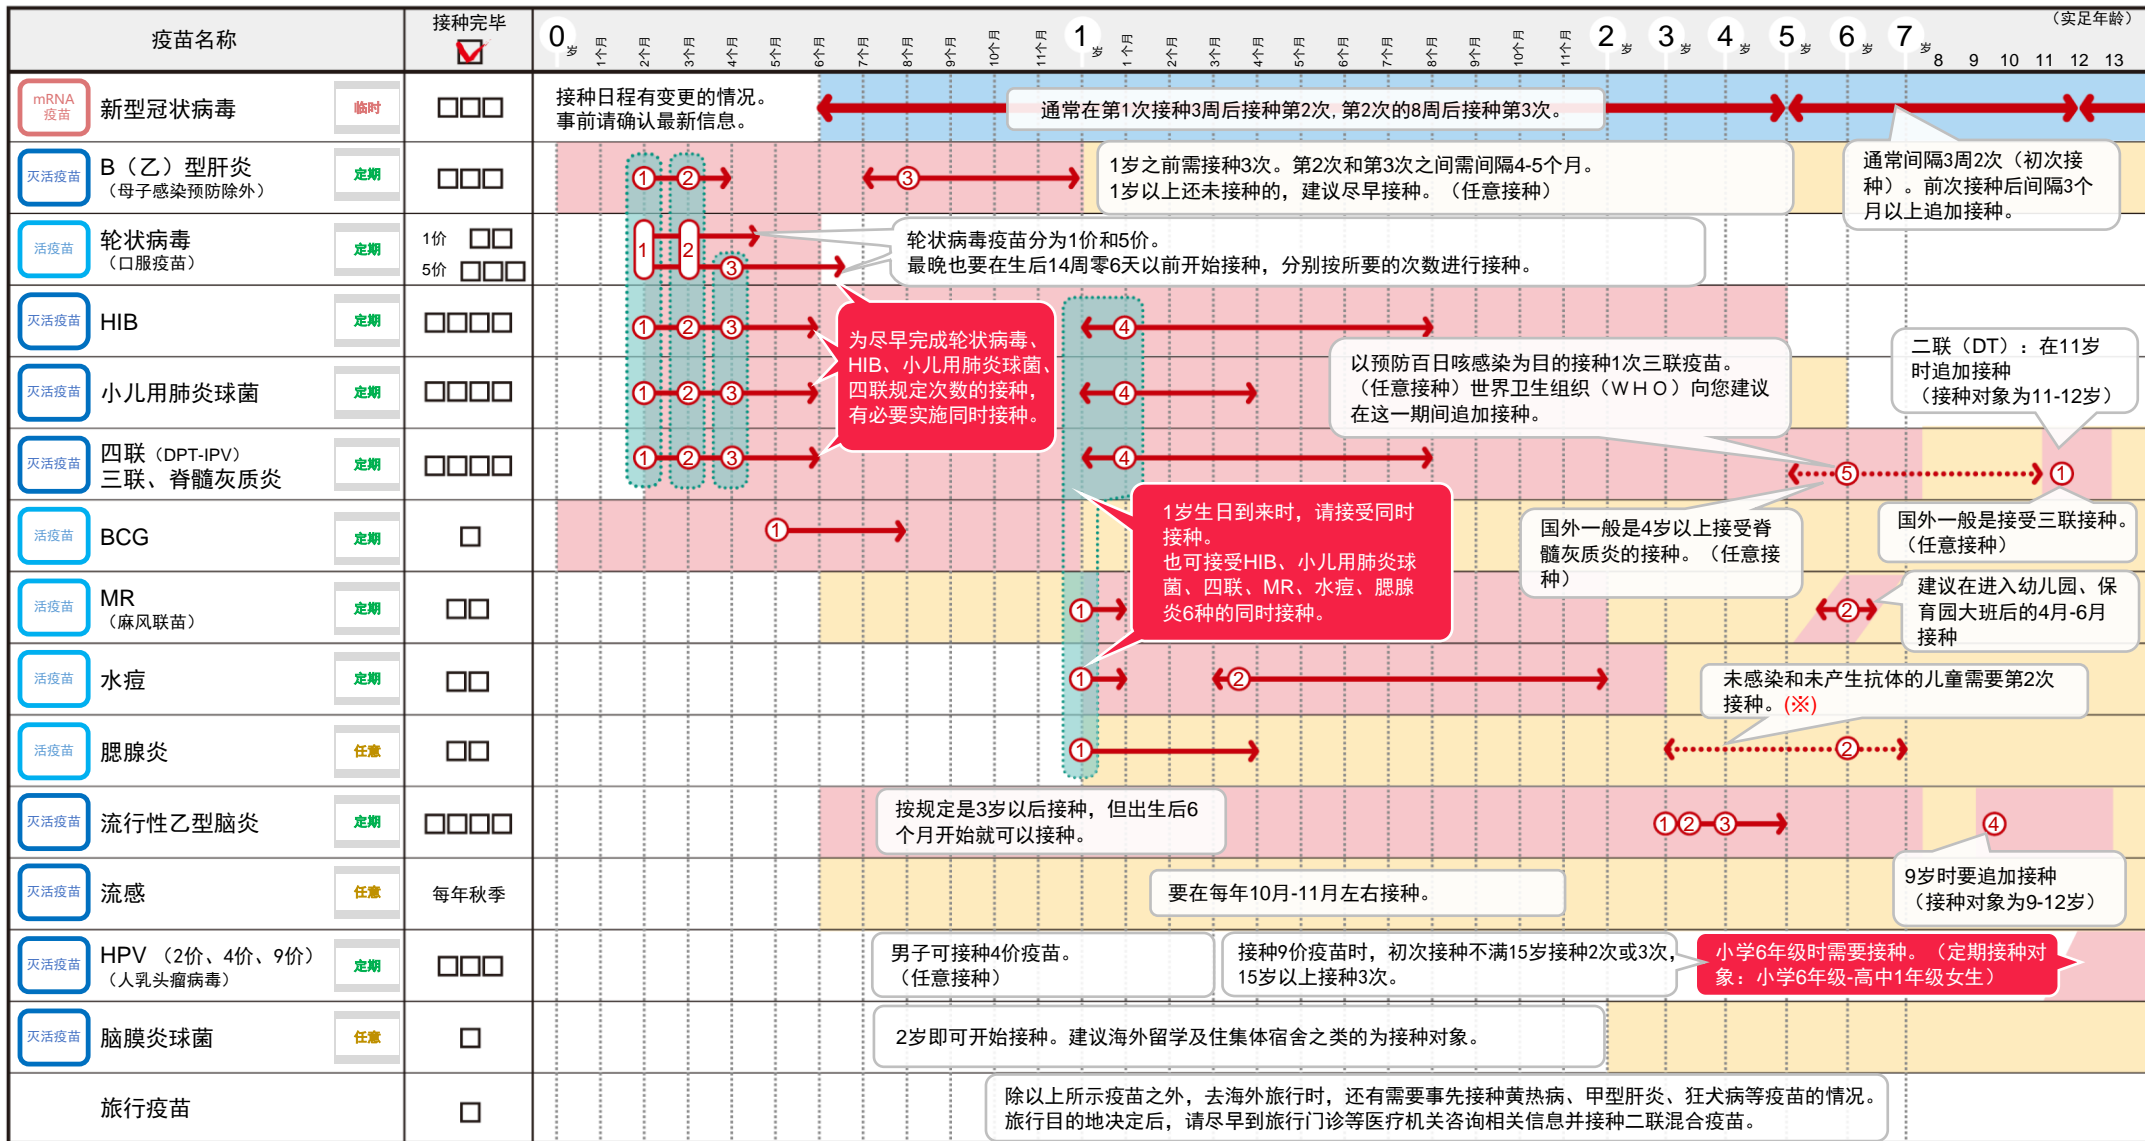 疫苗名称
接种完毕
0岁 1个月 2个月 3个月 4个月 5个月 6个月 7个月 8个月 9个月 10个月 11个月 1岁 1个月 2个月 3个月 4个月 5个月 6个月 7个月 8个月 9个月 10个月 11个月 2岁 3岁 4岁 5岁 6岁 7岁 8 9 10 11 12 13
（实足年龄）
mRNA
疫苗
新型冠状病毒
临时
接种日程有变更的情况。
事前请确认最新信息。
通常在第1次接种3周后接种第2次, 第2次的8周后接种第3次。
通常间隔3周2次（初次接
种）。前次接种后间隔3个
月以上追加接种。
灭活疫苗
B（乙）型肝炎
（母子感染预防除外）
定期
① ② ③
1岁之前需接种3次。第2次和第3次之间需间隔4-5个月。
1岁以上还未接种的，建议尽早接种。（任意接种）
活疫苗
轮状病毒
（口服疫苗）
定期
1价
5价
1 2 ③
轮状病毒疫苗分为1价和5价。
最晚也要在生后14周零6天以前开始接种，分别按所要的次数进行接种。
灭活疫苗
HIB
定期
① ② ③ ④
为尽早完成轮状病毒、
HIB、小儿用肺炎球菌、
四联规定次数的接种，
有必要实施同时接种。
灭活疫苗
小儿用肺炎球菌
定期
① ② ③ ④
以预防百日咳感染为目的接种1次三联疫苗。
（任意接种）世界卫生组织（ＷＨＯ）向您建议
在这一期间追加接种。
二联（DT）：在11岁
时追加接种
（接种对象为11-12岁）
灭活疫苗
四联（DPT-IPV）
三联、脊髓灰质炎
定期
① ② ③ ④ ⑤ ①
活疫苗
BCG
定期
①
1岁生日到来时，请接受同时
接种。
也可接受HIB、小儿用肺炎球
菌、四联、MR、水痘、腮腺
炎6种的同时接种。
国外一般是4岁以上接受脊
髓灰质炎的接种。（任意接
种）
国外一般是接受三联接种。
（任意接种）
活疫苗
MR
（麻风联苗）
定期
① ②
建议在进入幼儿园、保
育园大班后的4月-6月
接种
活疫苗
水痘
定期
① ②
未感染和未产生抗体的儿童需要第2次
接种。(※)
活疫苗
腮腺炎
任意
① ②
灭活疫苗
流行性乙型脑炎
定期
按规定是3岁以后接种，但出生后6
个月开始就可以接种。
① ② ③ ④
灭活疫苗
流感
任意
每年秋季
要在每年10月-11月左右接种。
9岁时要追加接种
（接种对象为9-12岁）
灭活疫苗
HPV （2价、4价、9价）
（人乳头瘤病毒）
定期
男子可接种4价疫苗。
（任意接种）
接种9价疫苗时，初次接种不满15岁接种2次或3次，
15岁以上接种3次。
小学6年级时需要接种。（定期接种对
象：小学6年级-高中1年级女生）
灭活疫苗
脑膜炎球菌
任意
2岁即可开始接种。建议海外留学及住集体宿舍之类的为接种对象。
旅行疫苗
除以上所示疫苗之外，去海外旅行时，还有需要事先接种黄热病、甲型肝炎、狂犬病等疫苗的情况。
旅行目的地决定后，请尽早到旅行门诊等医疗机关咨询相关信息并接种二联混合疫苗。